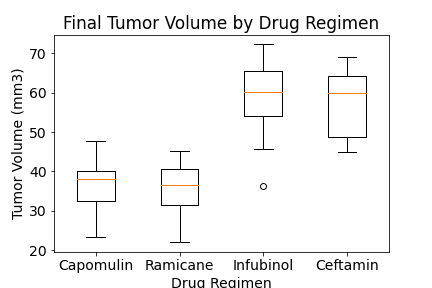 Final Tumor Volume by Drug Regimen
70
60
50
40
30
20
Tumor Volume (mm3)
Capomulin Ramicane Infubinol Ceftamin
Drug Regimen